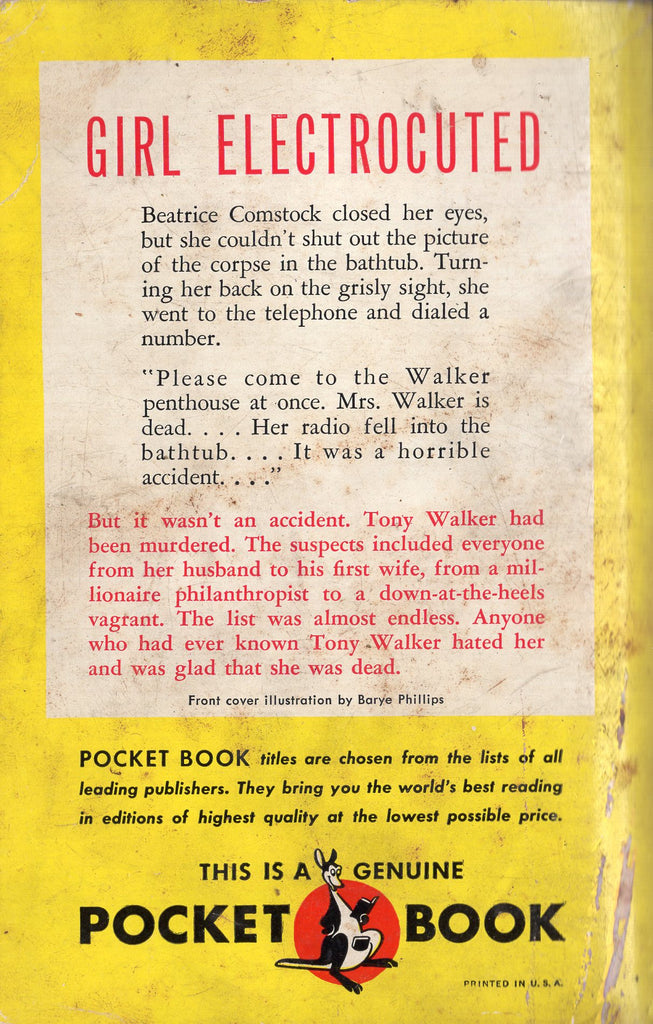 GIRL ELECTROCUTED
Beatrice Comstock closed her eyes,
but she couldn't shut out the picture
of the corpse in the bathtub. Turn-
ing her back on the grisly sight, she
went to the telephone and dialed a
number.
"Please come to the Walker
penthouse at once. Mrs. Walker is
dead. . . . Her radio fell into the
bathtub. . . . It was a horrible
accident. . . ."
But it wasn't an accident. Tony Walker had
been murdered. The suspects included everyone
from her husband to his first wife, from a mil-
lionaire philanthropist to a down-at-the-heels
vagrant. The list was almost endless. Anyone
who had ever known Tony Walker hated her
and was glad that she was dead.
Front cover illustration by Barye Phillips
POCKET BOOK titles are chosen from the lists of all
leading publishers. They bring you the world's best reading
in editions of highest quality at the lowest possible price.
THIS IS A GENUINE
POCKET BOOK
PRINTED IN U. S. A.